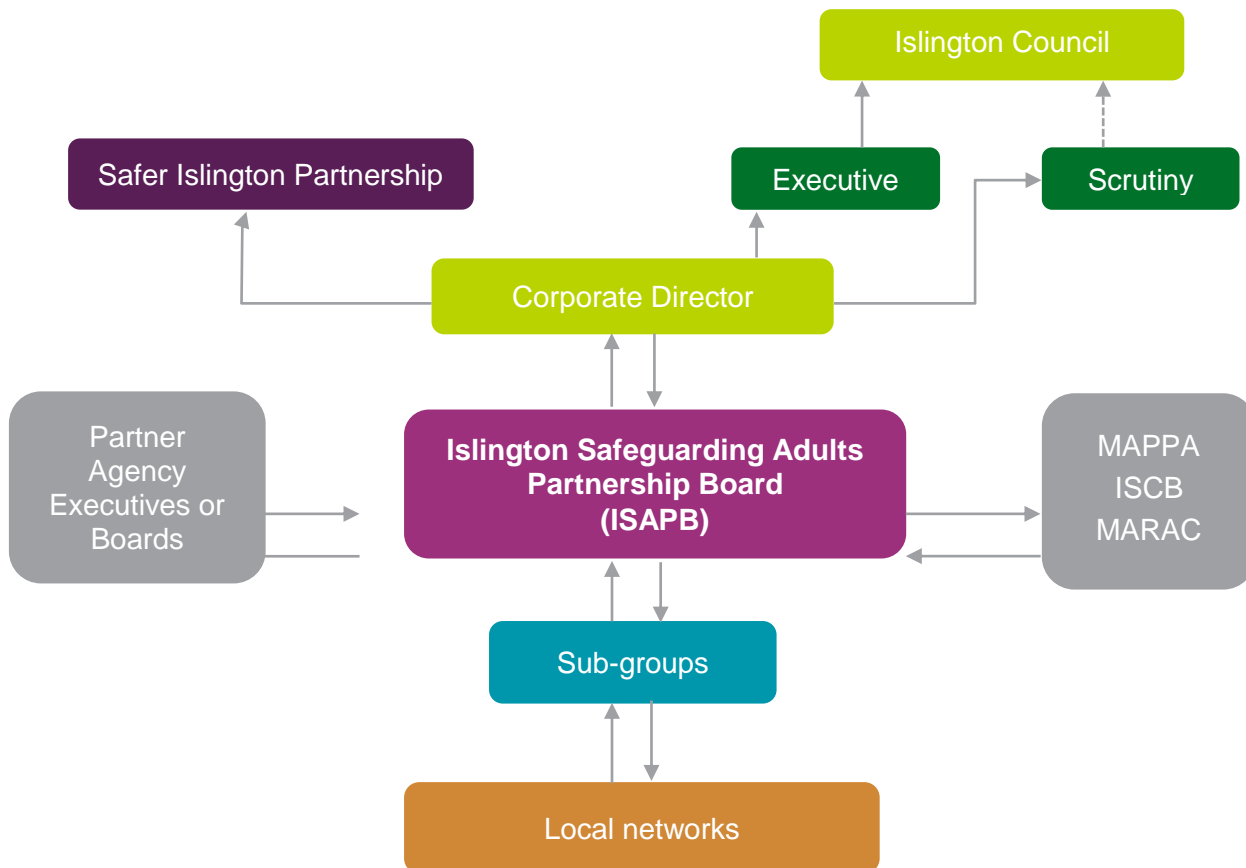 Islington Council
Safer Islington Partnership
Executive
Scrutiny
Corporate Director
Partner
Agency
Executives or
Boards
Islington Safeguarding Adults
Partnership Board
(ISAPB)
MAPPA
ISCB
MARAC
Sub-groups
Local networks